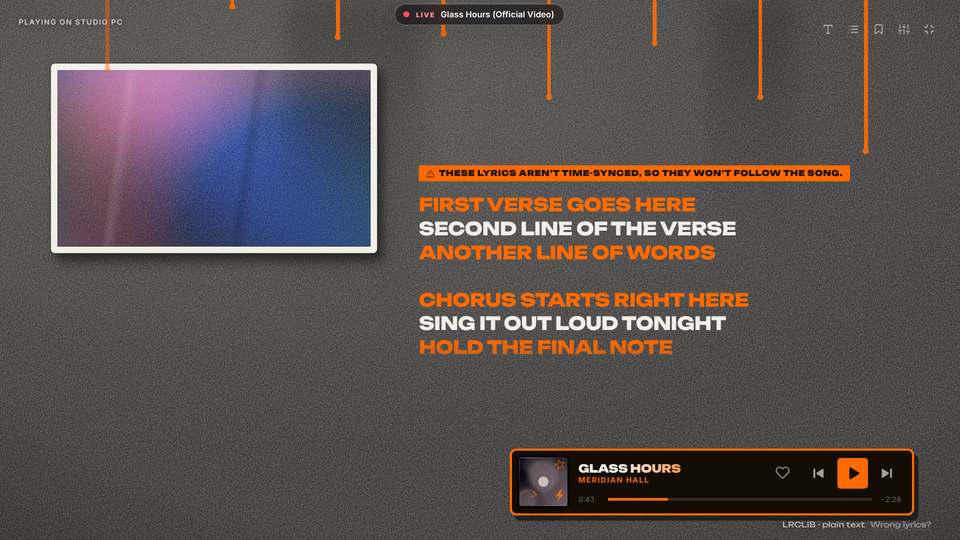 PLAYING ON STUDIO PC
LIVE Glass Hours (Official Video)
THESE LYRICS AREN'T TIME-SYNCED, SO THEY WON'T FOLLOW THE SONG.
FIRST VERSE GOES HERE
SECOND LINE OF THE VERSE
ANOTHER LINE OF WORDS
CHORUS STARTS RIGHT HERE
SING IT OUT LOUD TONIGHT
HOLD THE FINAL NOTE
GLASS HOURS
MERIDIAN HALL
0:43
-2:28
LRCLIB · plain text Wrong lyrics?